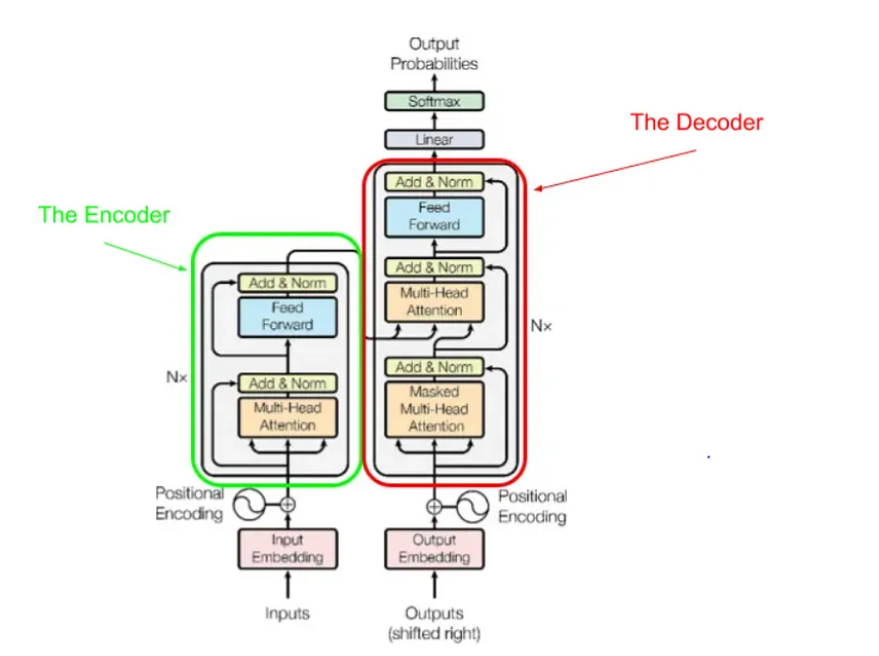 Output
Probabilities
Softmax
Linear
The Decoder
Add & Norm
Feed
Forward
Add & Norm
Multi-Head
Attention
Nx
Add & Norm
Masked
Multi-Head
Attention
The Encoder
Add & Norm
Feed
Forward
Nx
Add & Norm
Multi-Head
Attention
Positional
Encoding
Positional
Encoding
Input
Embedding
Output
Embedding
Inputs
Outputs
(shifted right)